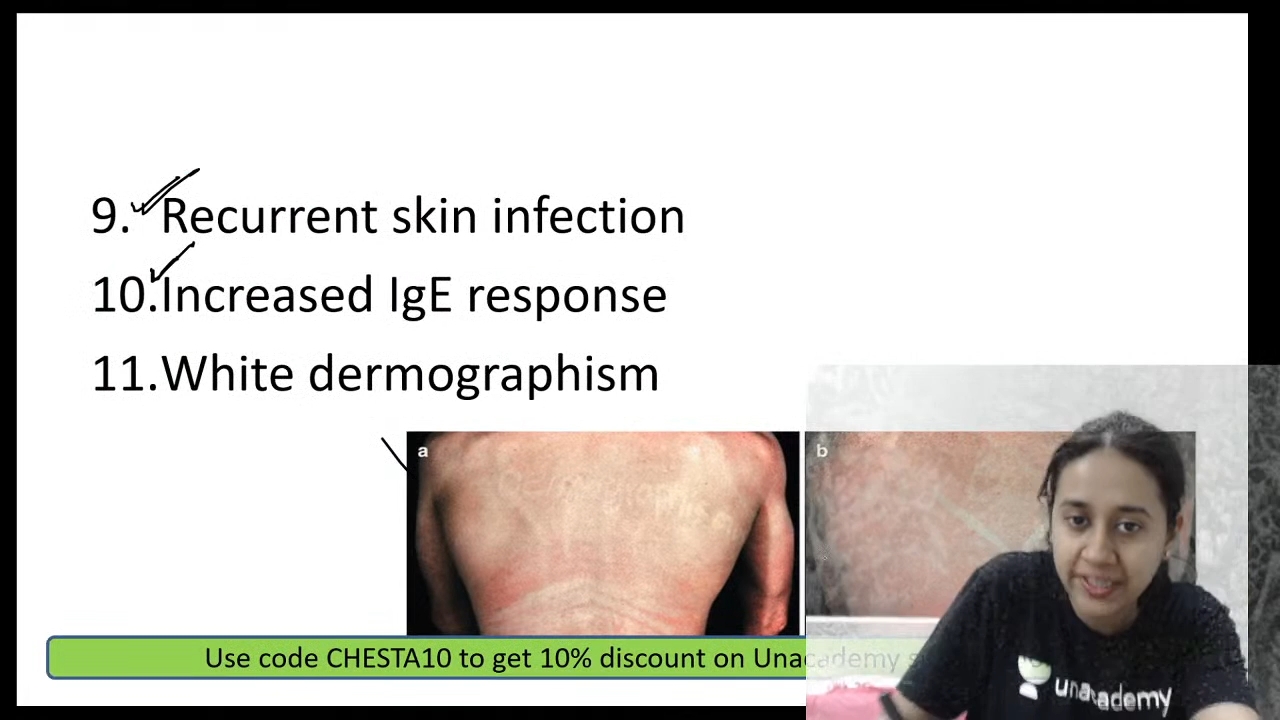 9. Recurrent skin infection
10. Increased IgE response
11. White dermographism
a
b
Use code CHESTA10 to get 10% discount on Unacademy
unacademy